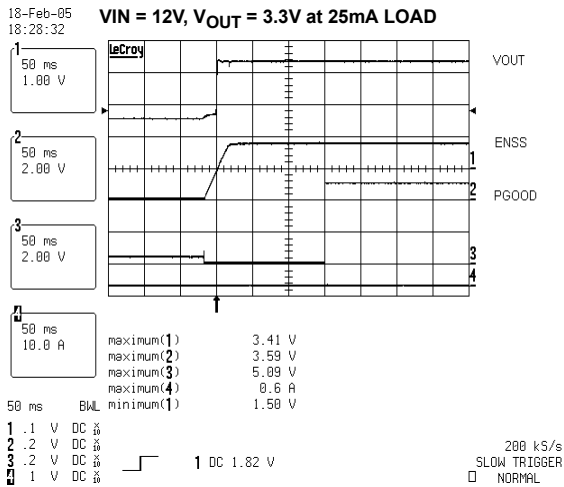 18-Feb-05
18:28:32
VIN = 12V, VOUT = 3.3V at 25mA LOAD
LeCroy
1
50 ms
1.00 V
VOUT
2
50 ms
2.00 V
ENSS
1
2
PGOOD
3
50 ms
2.00 V
3
4
4
50 ms
10.0 A
maximum(1) 3.41 V
maximum(2) 3.59 V
maximum(3) 5.09 V
maximum(4) 0.6 A
minimum(1) 1.50 V
50 ms BWL
1 .1 V DC X10
2 .2 V DC X10
3 .2 V DC X10
4 1 V DC X10
1 DC 1.82 V
200 kS/s
SLOW TRIGGER
NORMAL